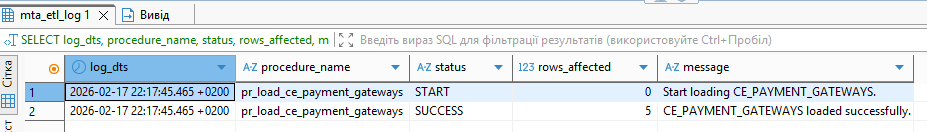 mta_etl_log 1 Вивід
SELECT log_dts, procedure_name, status, rows_affected, m Введіть вираз SQL для фільтрації результатів (використовуйте Ctrl+Пробіл)
Сітка
log_dts A-Z procedure_name A-Z status 123 rows_affected A-Z message
1 2026-02-17 22:17:45.465 +0200 pr_load_ce_payment_gateways START 0 Start loading CE_PAYMENT_GATEWAYS.
2 2026-02-17 22:17:45.465 +0200 pr_load_ce_payment_gateways SUCCESS 5 CE_PAYMENT_GATEWAYS loaded successfully.